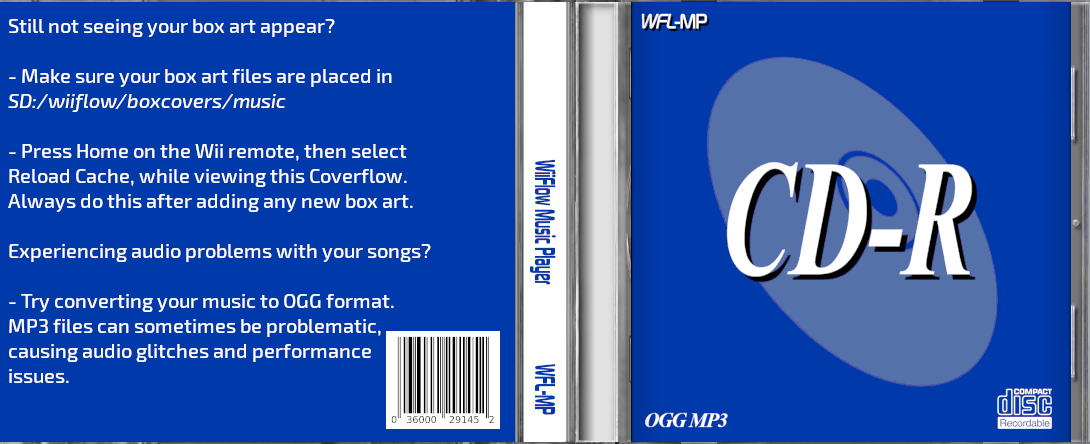 Still not seeing your box art appear?
- Make sure your box art files are placed in
SD:/wiiflow/boxcovers/music
- Press Home on the Wii remote, then select
Reload Cache, while viewing this Coverflow.
Always do this after adding any new box art.
Experiencing audio problems with your songs?
- Try converting your music to OGG format.
MP3 files can sometimes be problematic,
causing audio glitches and performance
issues.
0 36000 29145 2
WiiFlow Music Player
WFL-MP
WFL-MP
CD-R
OGG MP3
COMPACT
disc
Recordable